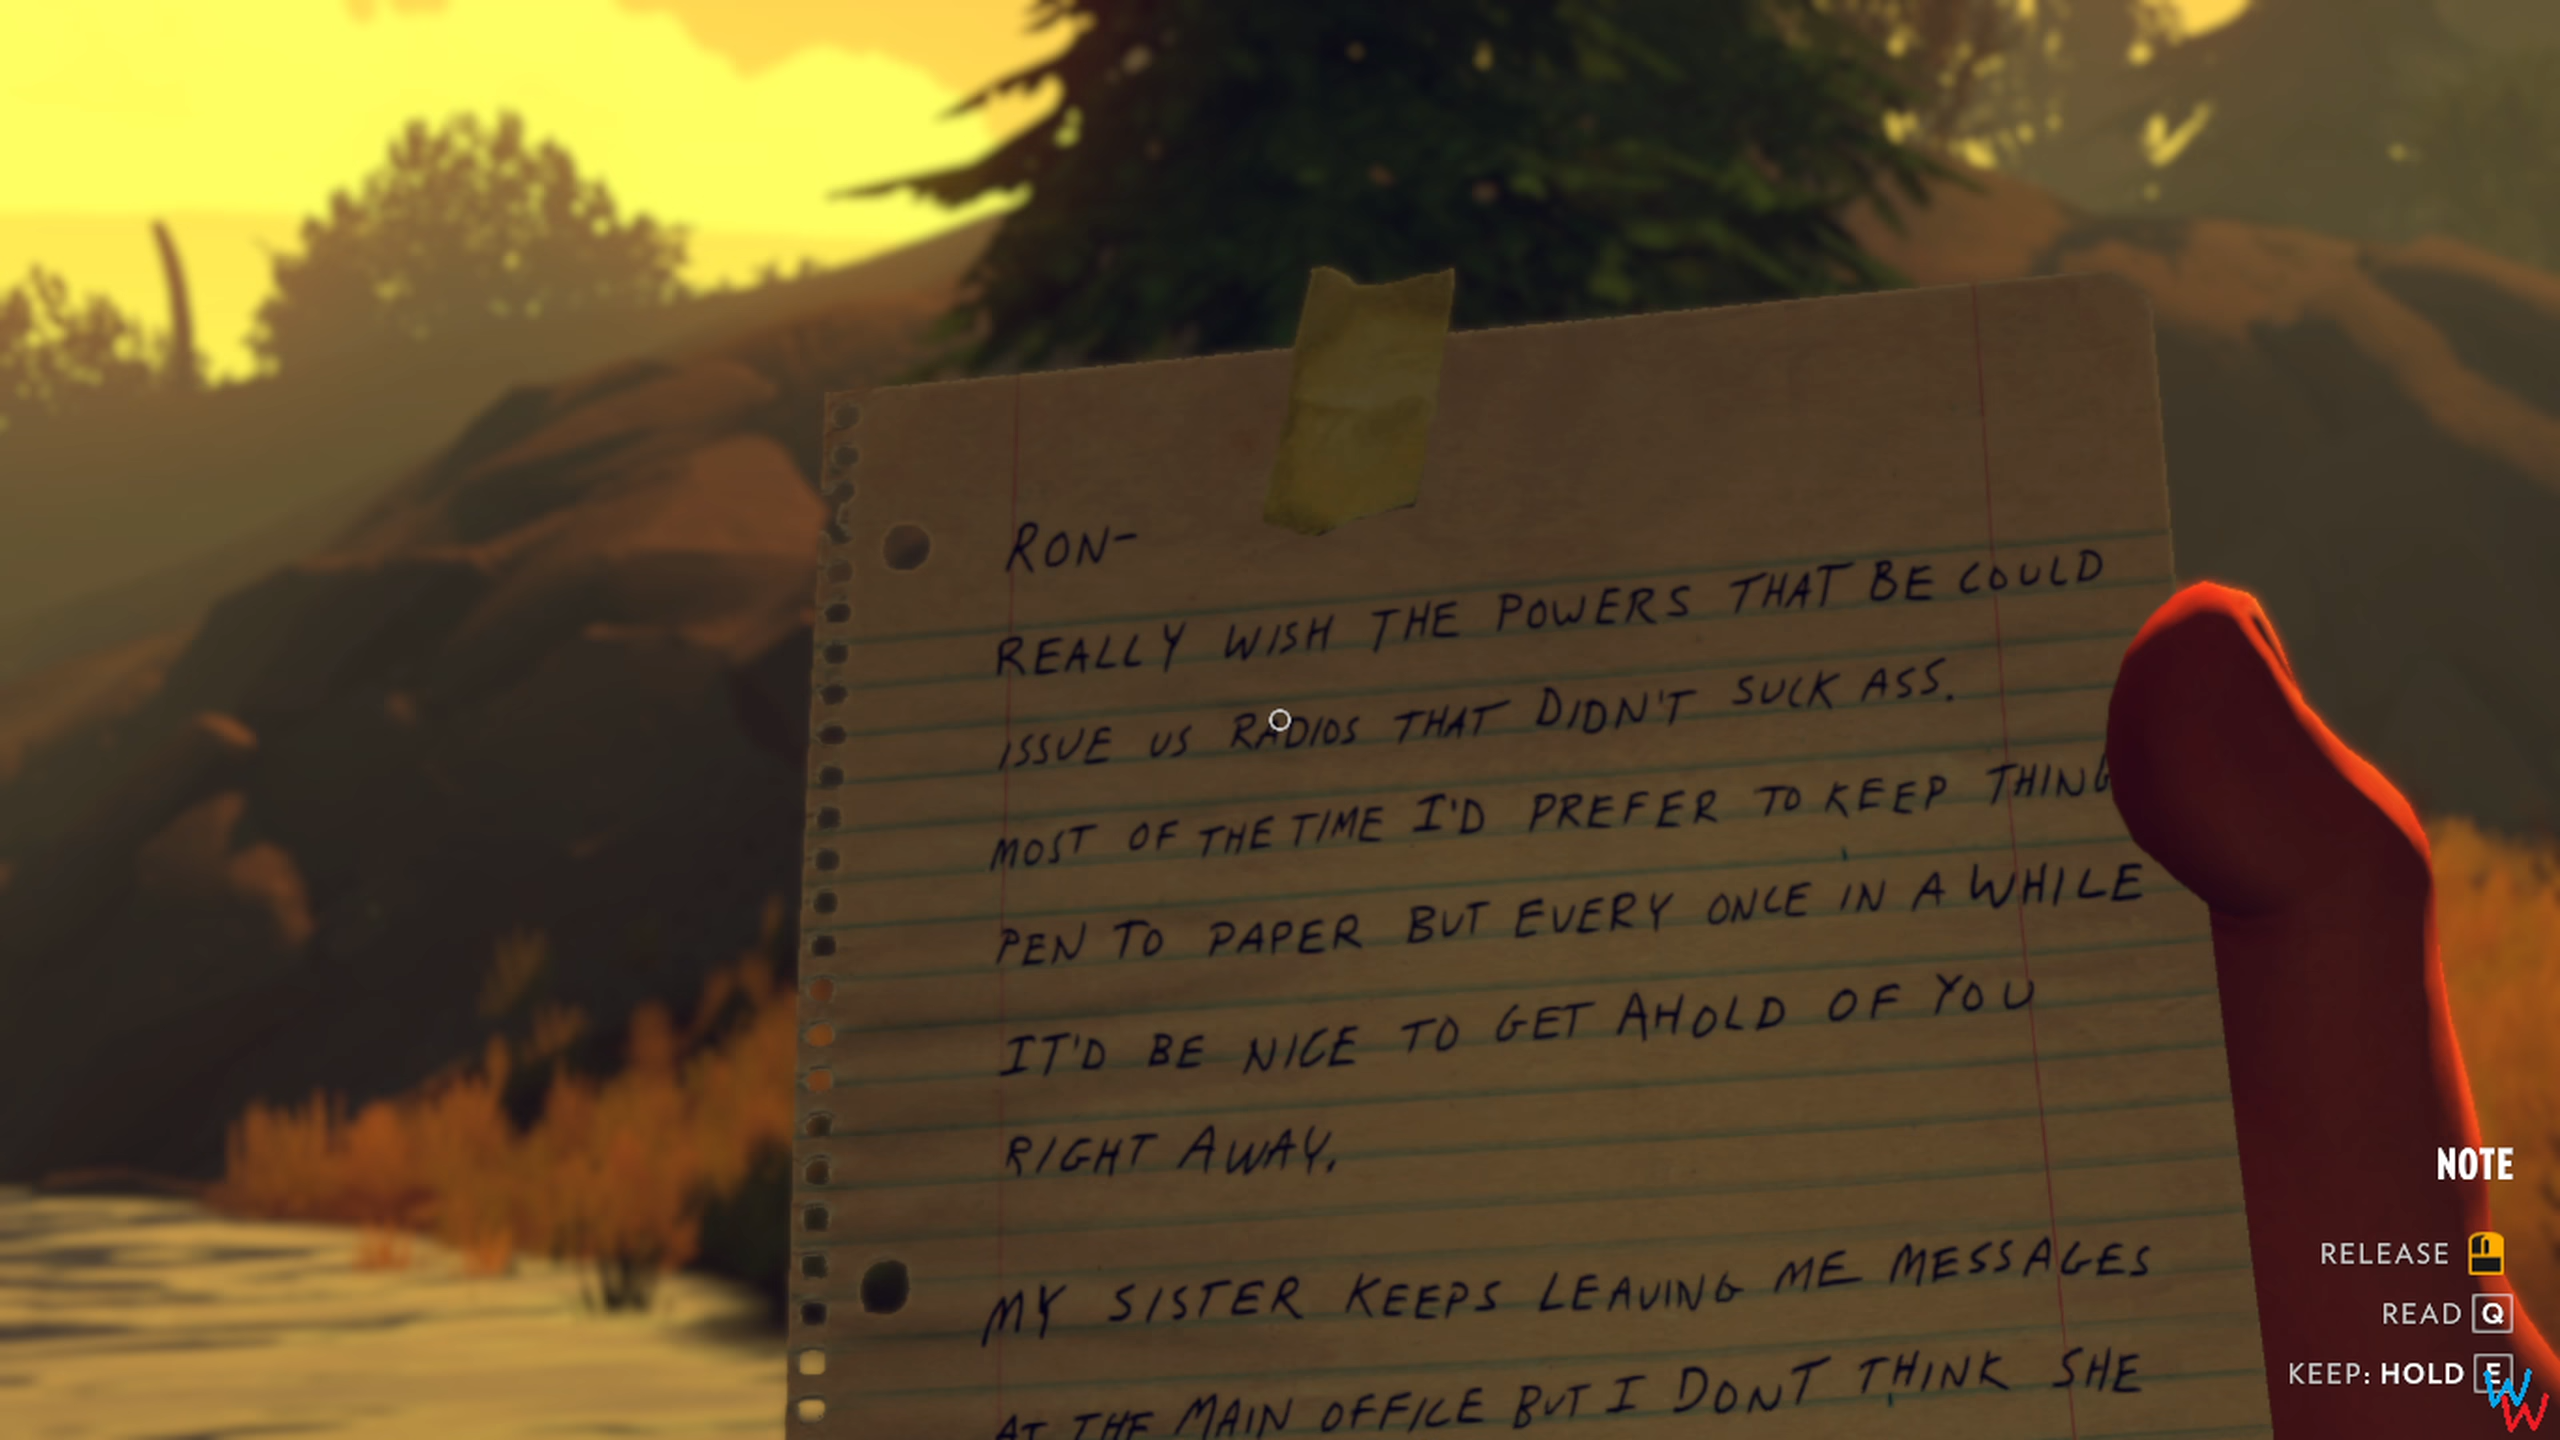 RON-
REALLY WISH THE POWERS THAT BE COULD
ISSUE US RADIOS THAT DIDN'T SUCK ASS.
MOST OF THE TIME I'D PREFER TO KEEP THING
PEN TO PAPER BUT EVERY ONCE IN A WHILE
IT'D BE NICE TO GET AHOLD OF YOU
RIGHT AWAY.
MY SISTER KEEPS LEAVING ME MESSAGES
AT THE MAIN OFFICE BUT I DONT THINK SHE
NOTE
RELEASE
READ Q
KEEP: HOLD E
W
W